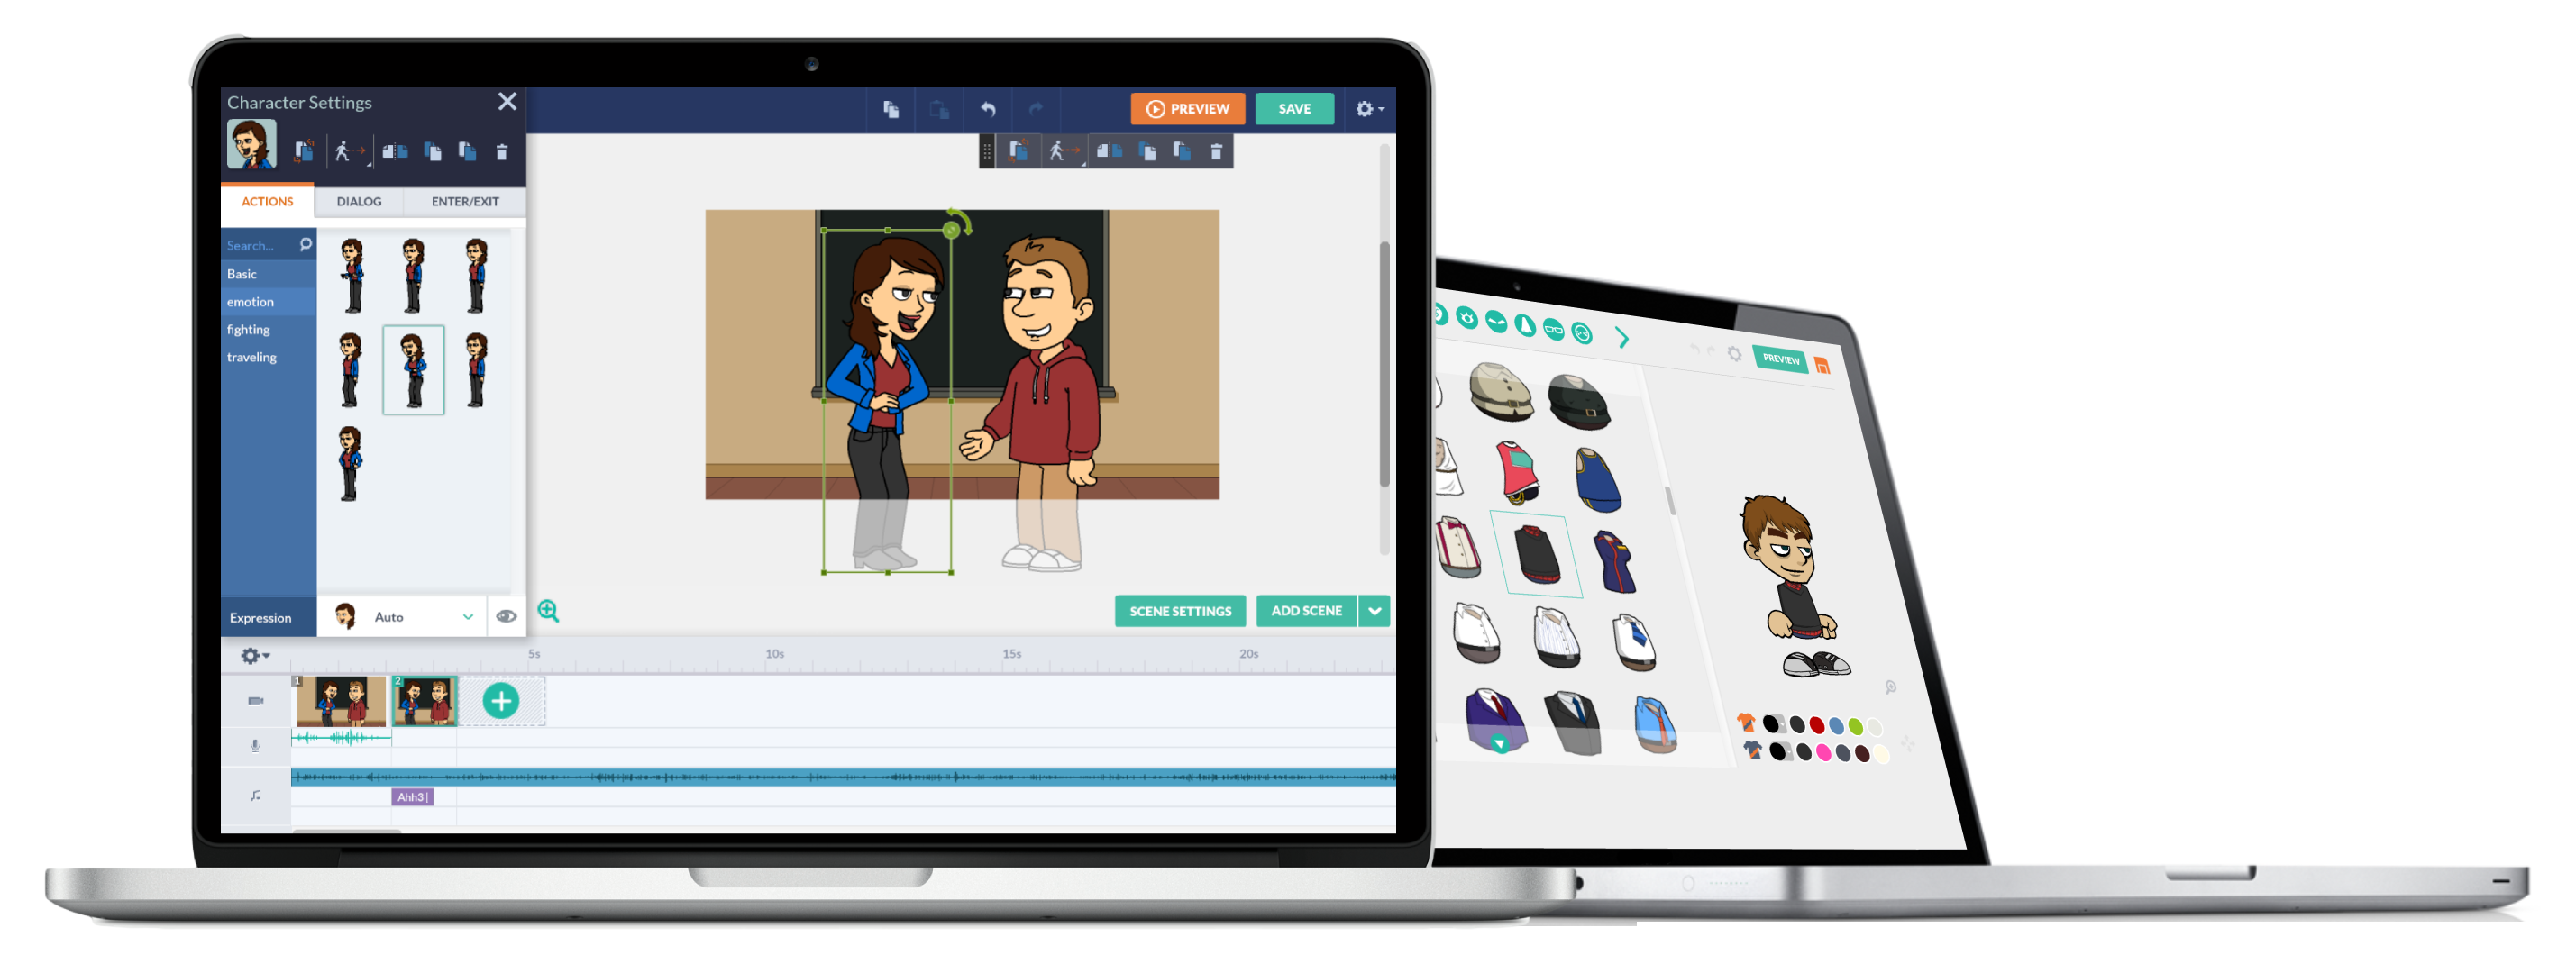 Character Settings
PREVIEW
SAVE
ACTIONS
DIALOG
ENTER/EXIT
Search...
Basic
emotion
fighting
traveling
Expression
Auto
SCENE SETTINGS
ADD SCENE
5s
10s
15s
20s
1
2
Ahh3
PREVIEW